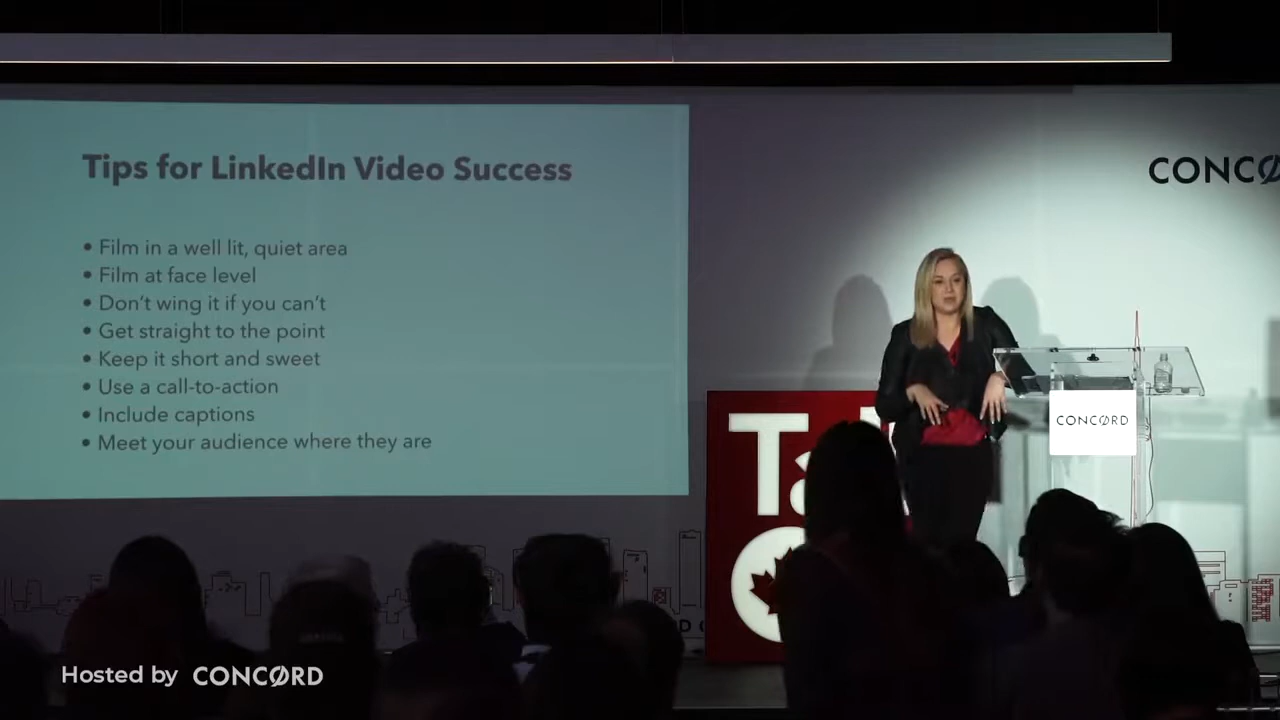 Tips for LinkedIn Video Success
• Film in a well lit, quiet area
• Film at face level
• Don't wing it if you can't
• Get straight to the point
• Keep it short and sweet
• Use a call-to-action
• Include captions
• Meet your audience where they are
CONCØ
CONCØRD
Hosted by CONCØRD